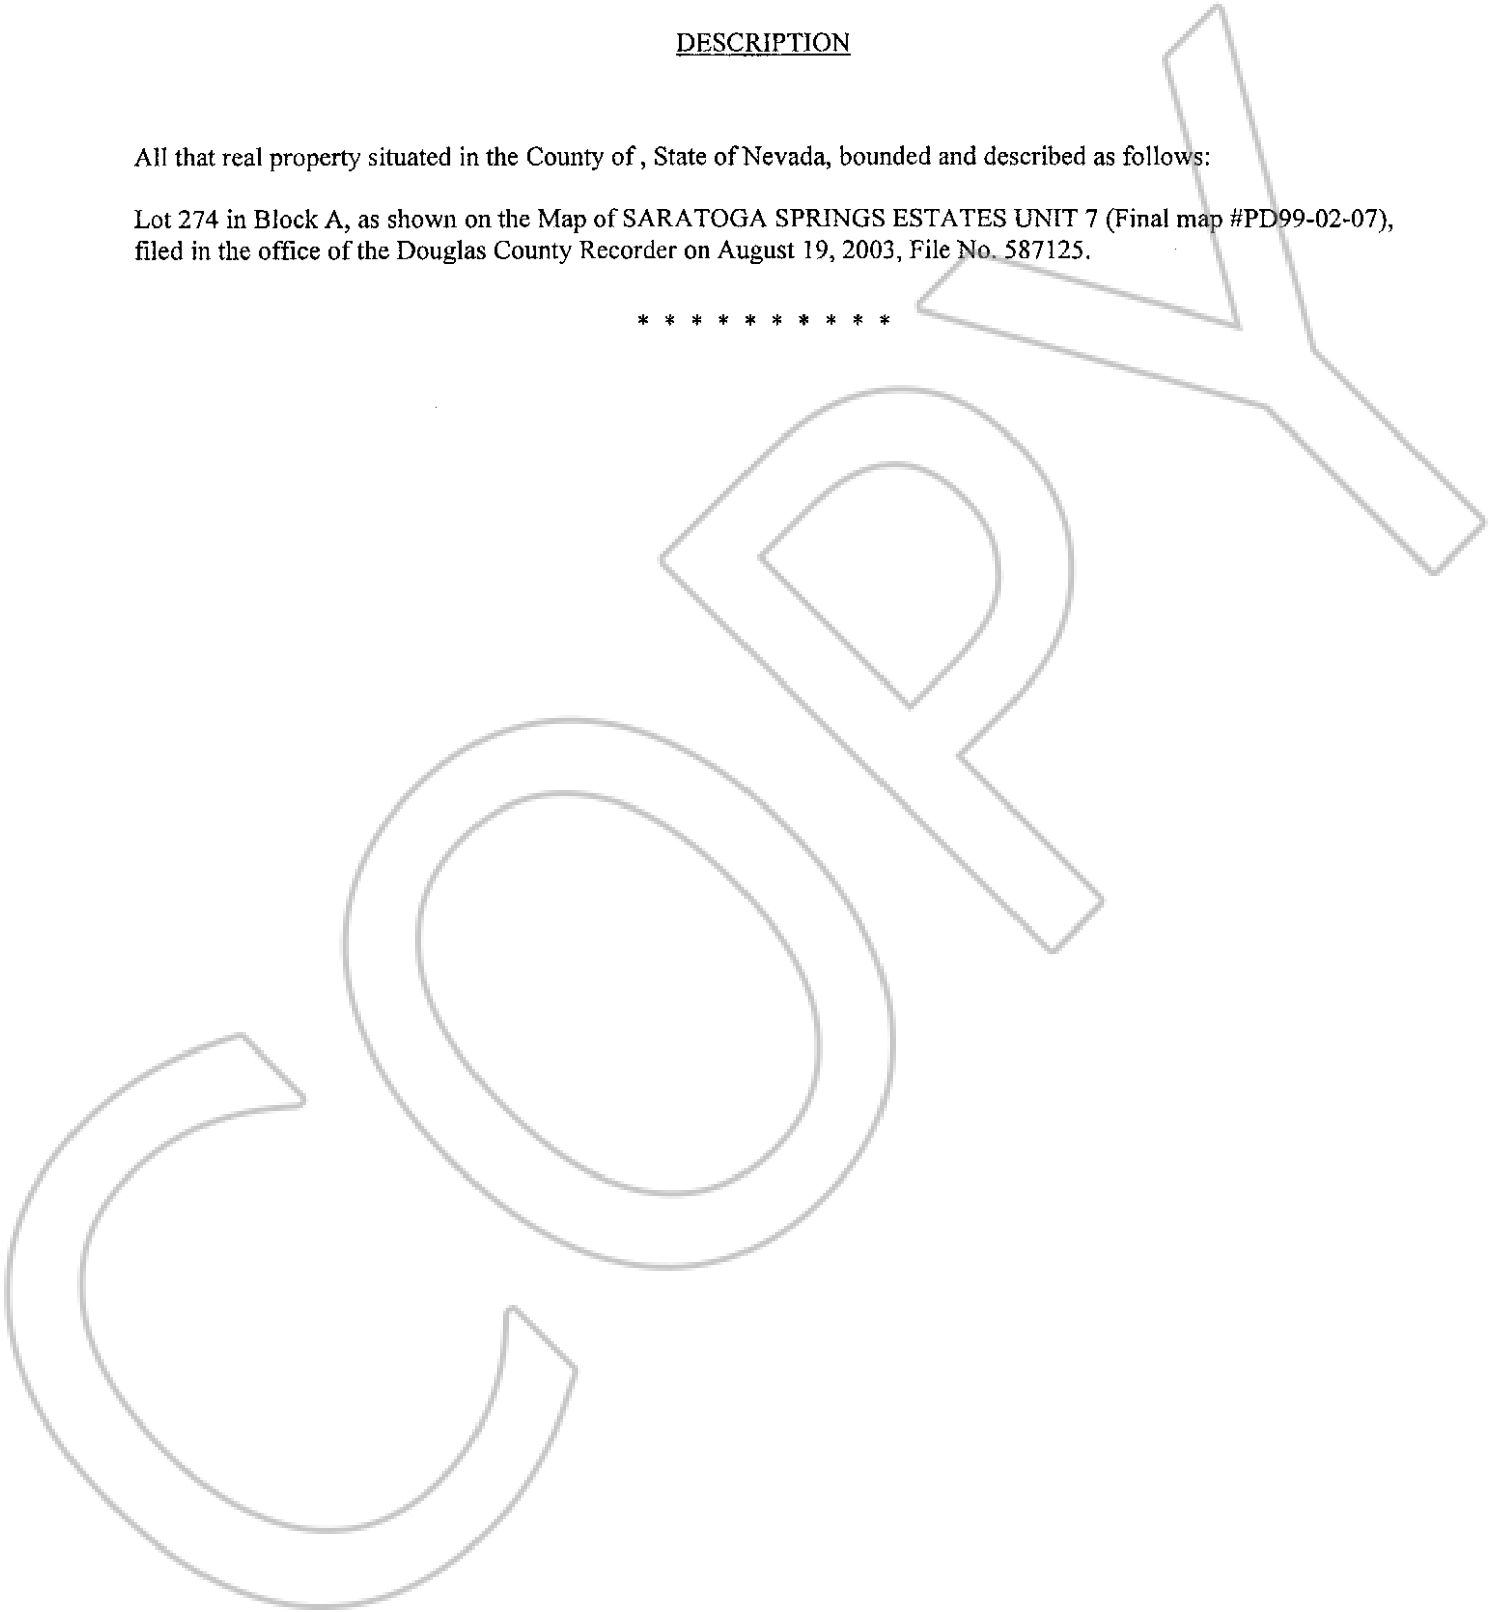 DESCRIPTION
All that real property situated in the County of , State of Nevada, bounded and described as follows:
Lot 274 in Block A, as shown on the Map of SARATOGA SPRINGS ESTATES UNIT 7 (Final map #PD99-02-07),
filed in the office of the Douglas County Recorder on August 19, 2003, File No. 587125.
* * * * * * * * * *
COPY